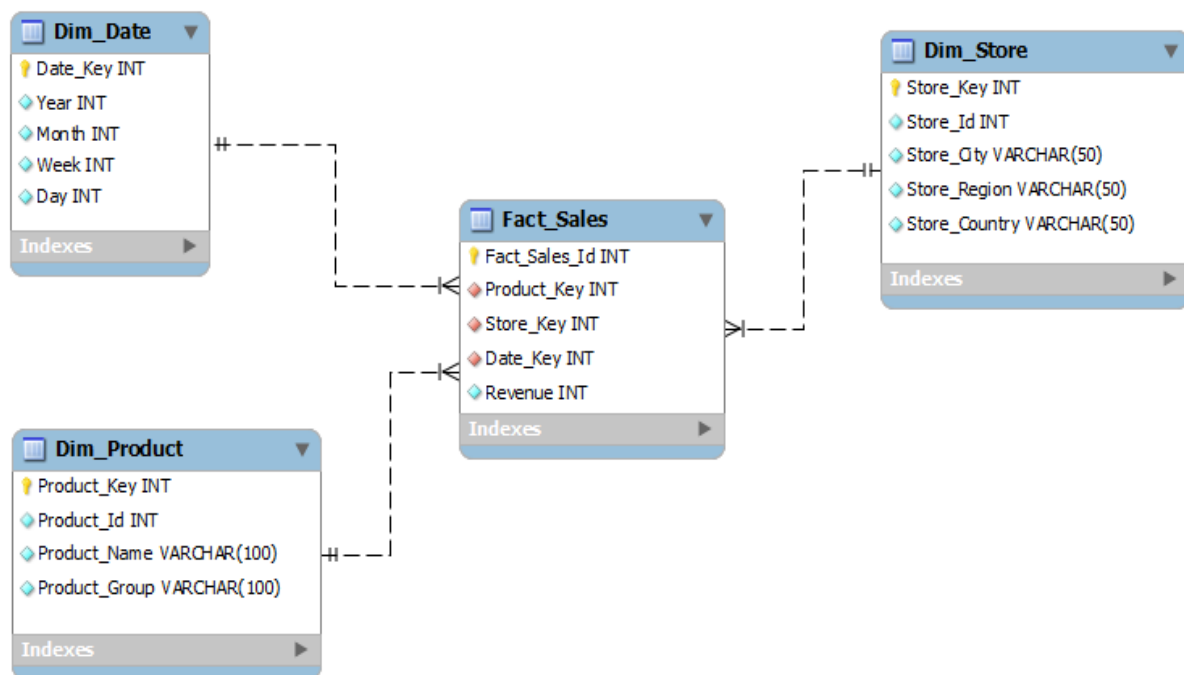 Dim_Date
Date_Key INT
Year INT
Month INT
Week INT
Day INT
Indexes
Dim_Store
Store_Key INT
Store_Id INT
Store_City VARCHAR(50)
Store_Region VARCHAR(50)
Store_Country VARCHAR(50)
Indexes
Fact_Sales
Fact_Sales_Id INT
Product_Key INT
Store_Key INT
Date_Key INT
Revenue INT
Indexes
Dim_Product
Product_Key INT
Product_Id INT
Product_Name VARCHAR(100)
Product_Group VARCHAR(100)
Indexes